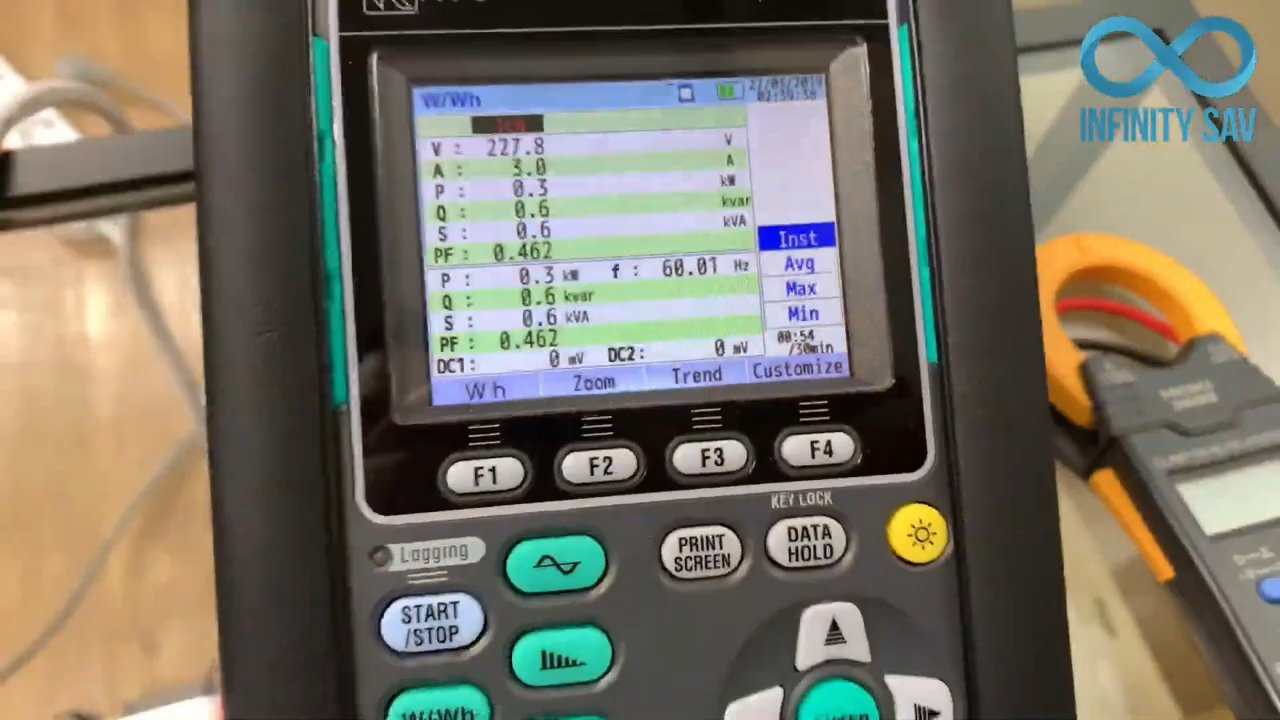 INFINITY SAV
W/Wh
1ch
V : 227.8 V
A : 3.0 A
P : 0.3 kW
Q : 0.6 kvar
S : 0.6 kVA
PF: 0.462
P : 0.3 kW f : 60.01 Hz
Q : 0.6 kvar
S : 0.6 kVA
PF : 0.462
DC1: 0 mV DC2: 0 mV
Inst
Avg
Max
Min
00:54
/30min
Wh Zoom Trend Customize
F1 F2 F3 F4
KEY LOCK
PRINT SCREEN
DATA HOLD
START
/STOP
W/Wh